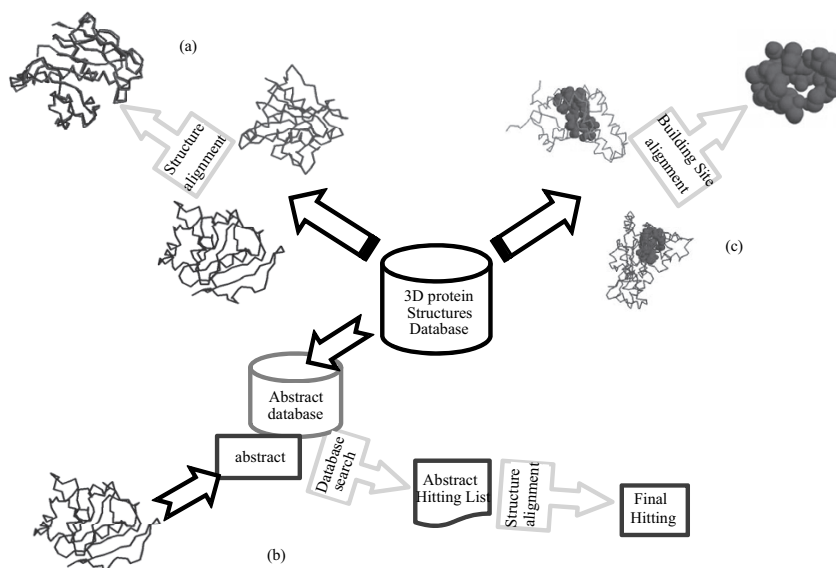 (a)
Structure
alignment
Building Site
alignment
(c)
3D protein
Structures
Database
Abstract
database
abstract
Database
search
Abstract
Hitting List
Structure
alignment
Final
Hitting
(b)